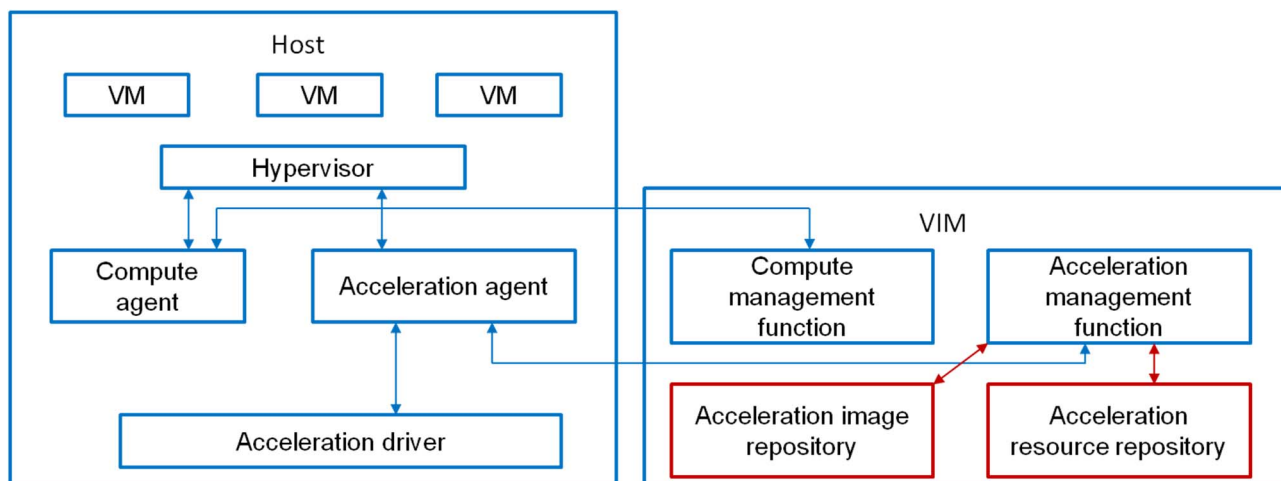 Host
VM
VM
VM
Hypervisor
Compute
agent
Acceleration agent
Acceleration driver
VIM
Compute
management
function
Acceleration
management
function
Acceleration image
repository
Acceleration
resource repository